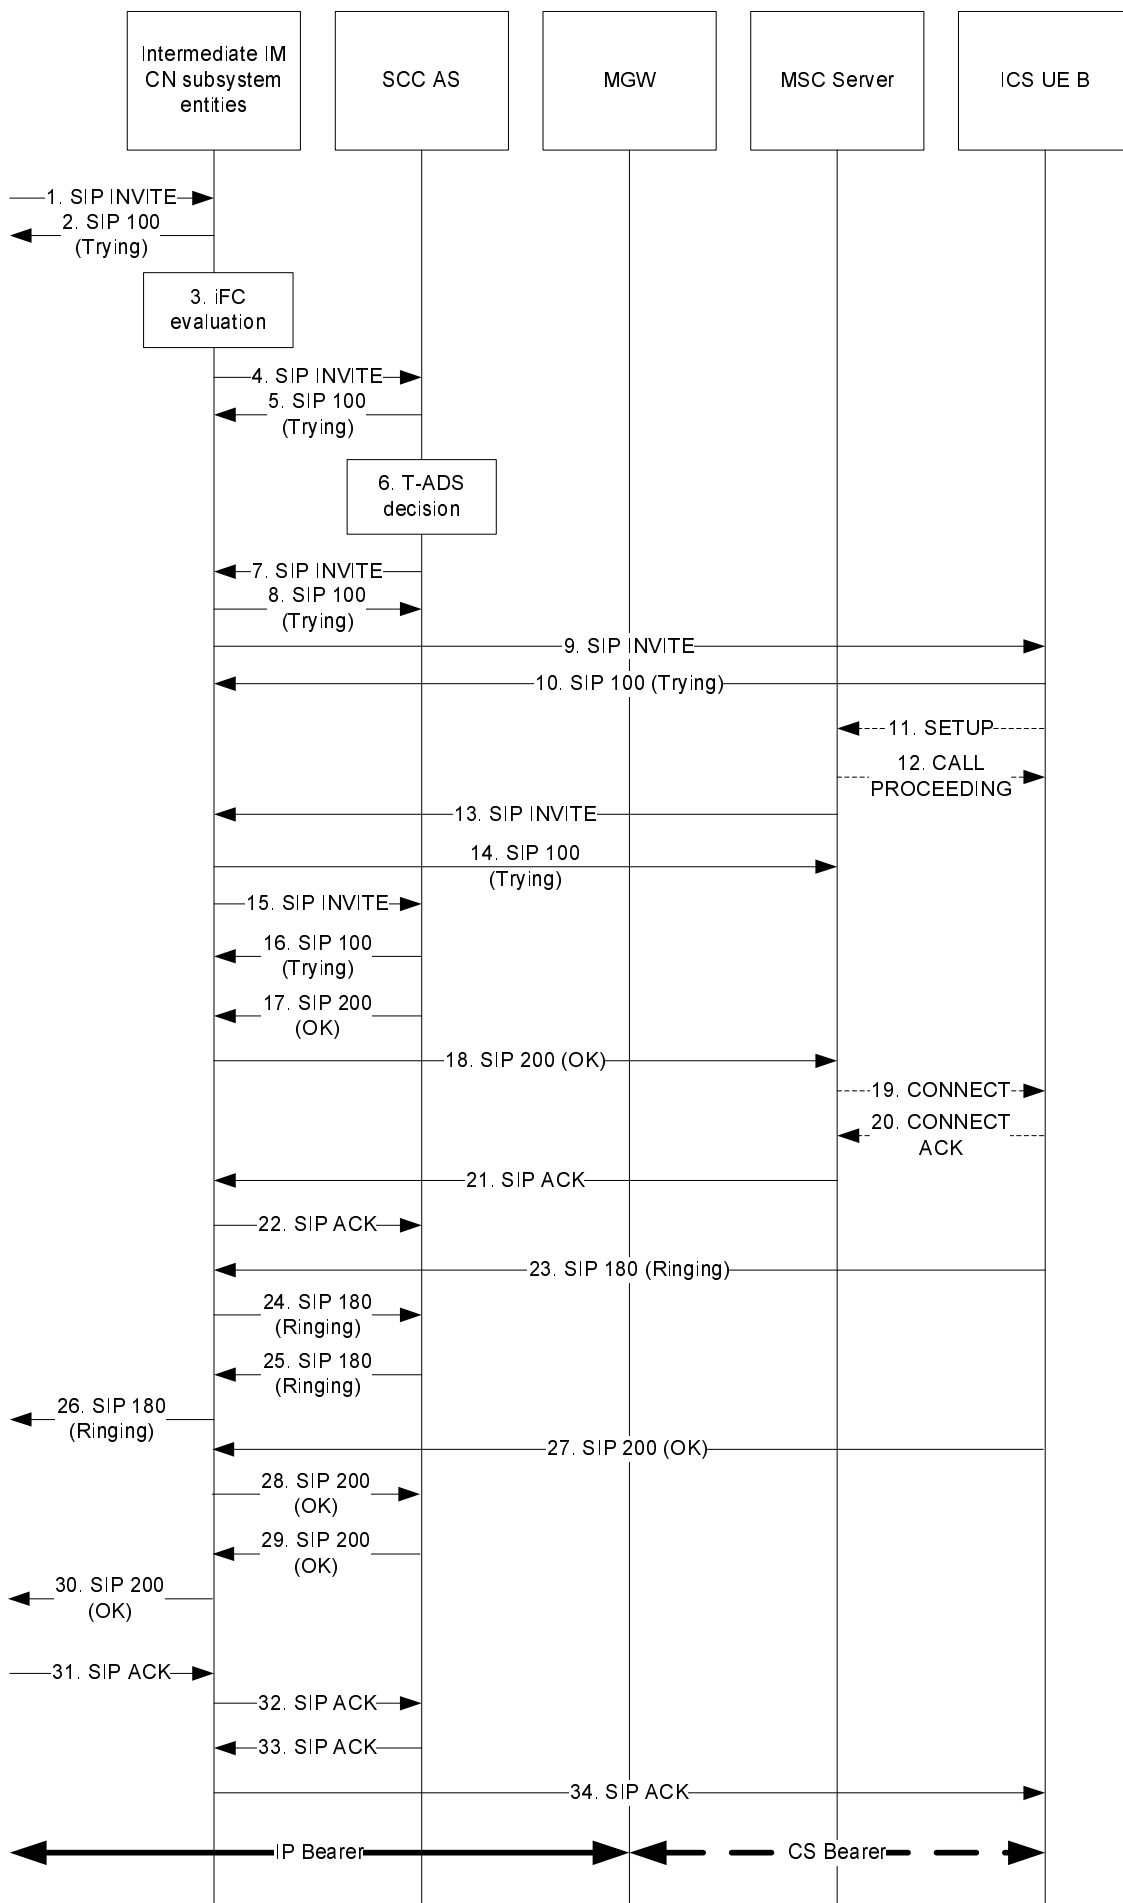 Intermediate IM
CN subsystem
entities
SCC AS
MGW
MSC Server
ICS UE B
1. SIP INVITE
2. SIP 100
(Trying)
3. iFC
evaluation
4. SIP INVITE
5. SIP 100
(Trying)
6. T-ADS
decision
7. SIP INVITE
8. SIP 100
(Trying)
9. SIP INVITE
10. SIP 100 (Trying)
11. SETUP
12. CALL
PROCEEDING
13. SIP INVITE
14. SIP 100
(Trying)
15. SIP INVITE
16. SIP 100
(Trying)
17. SIP 200
(OK)
18. SIP 200 (OK)
19. CONNECT
20. CONNECT
ACK
21. SIP ACK
22. SIP ACK
23. SIP 180 (Ringing)
24. SIP 180
(Ringing)
25. SIP 180
(Ringing)
26. SIP 180
(Ringing)
27. SIP 200 (OK)
28. SIP 200
(OK)
29. SIP 200
(OK)
30. SIP 200
(OK)
31. SIP ACK
32. SIP ACK
33. SIP ACK
34. SIP ACK
IP Bearer
CS Bearer